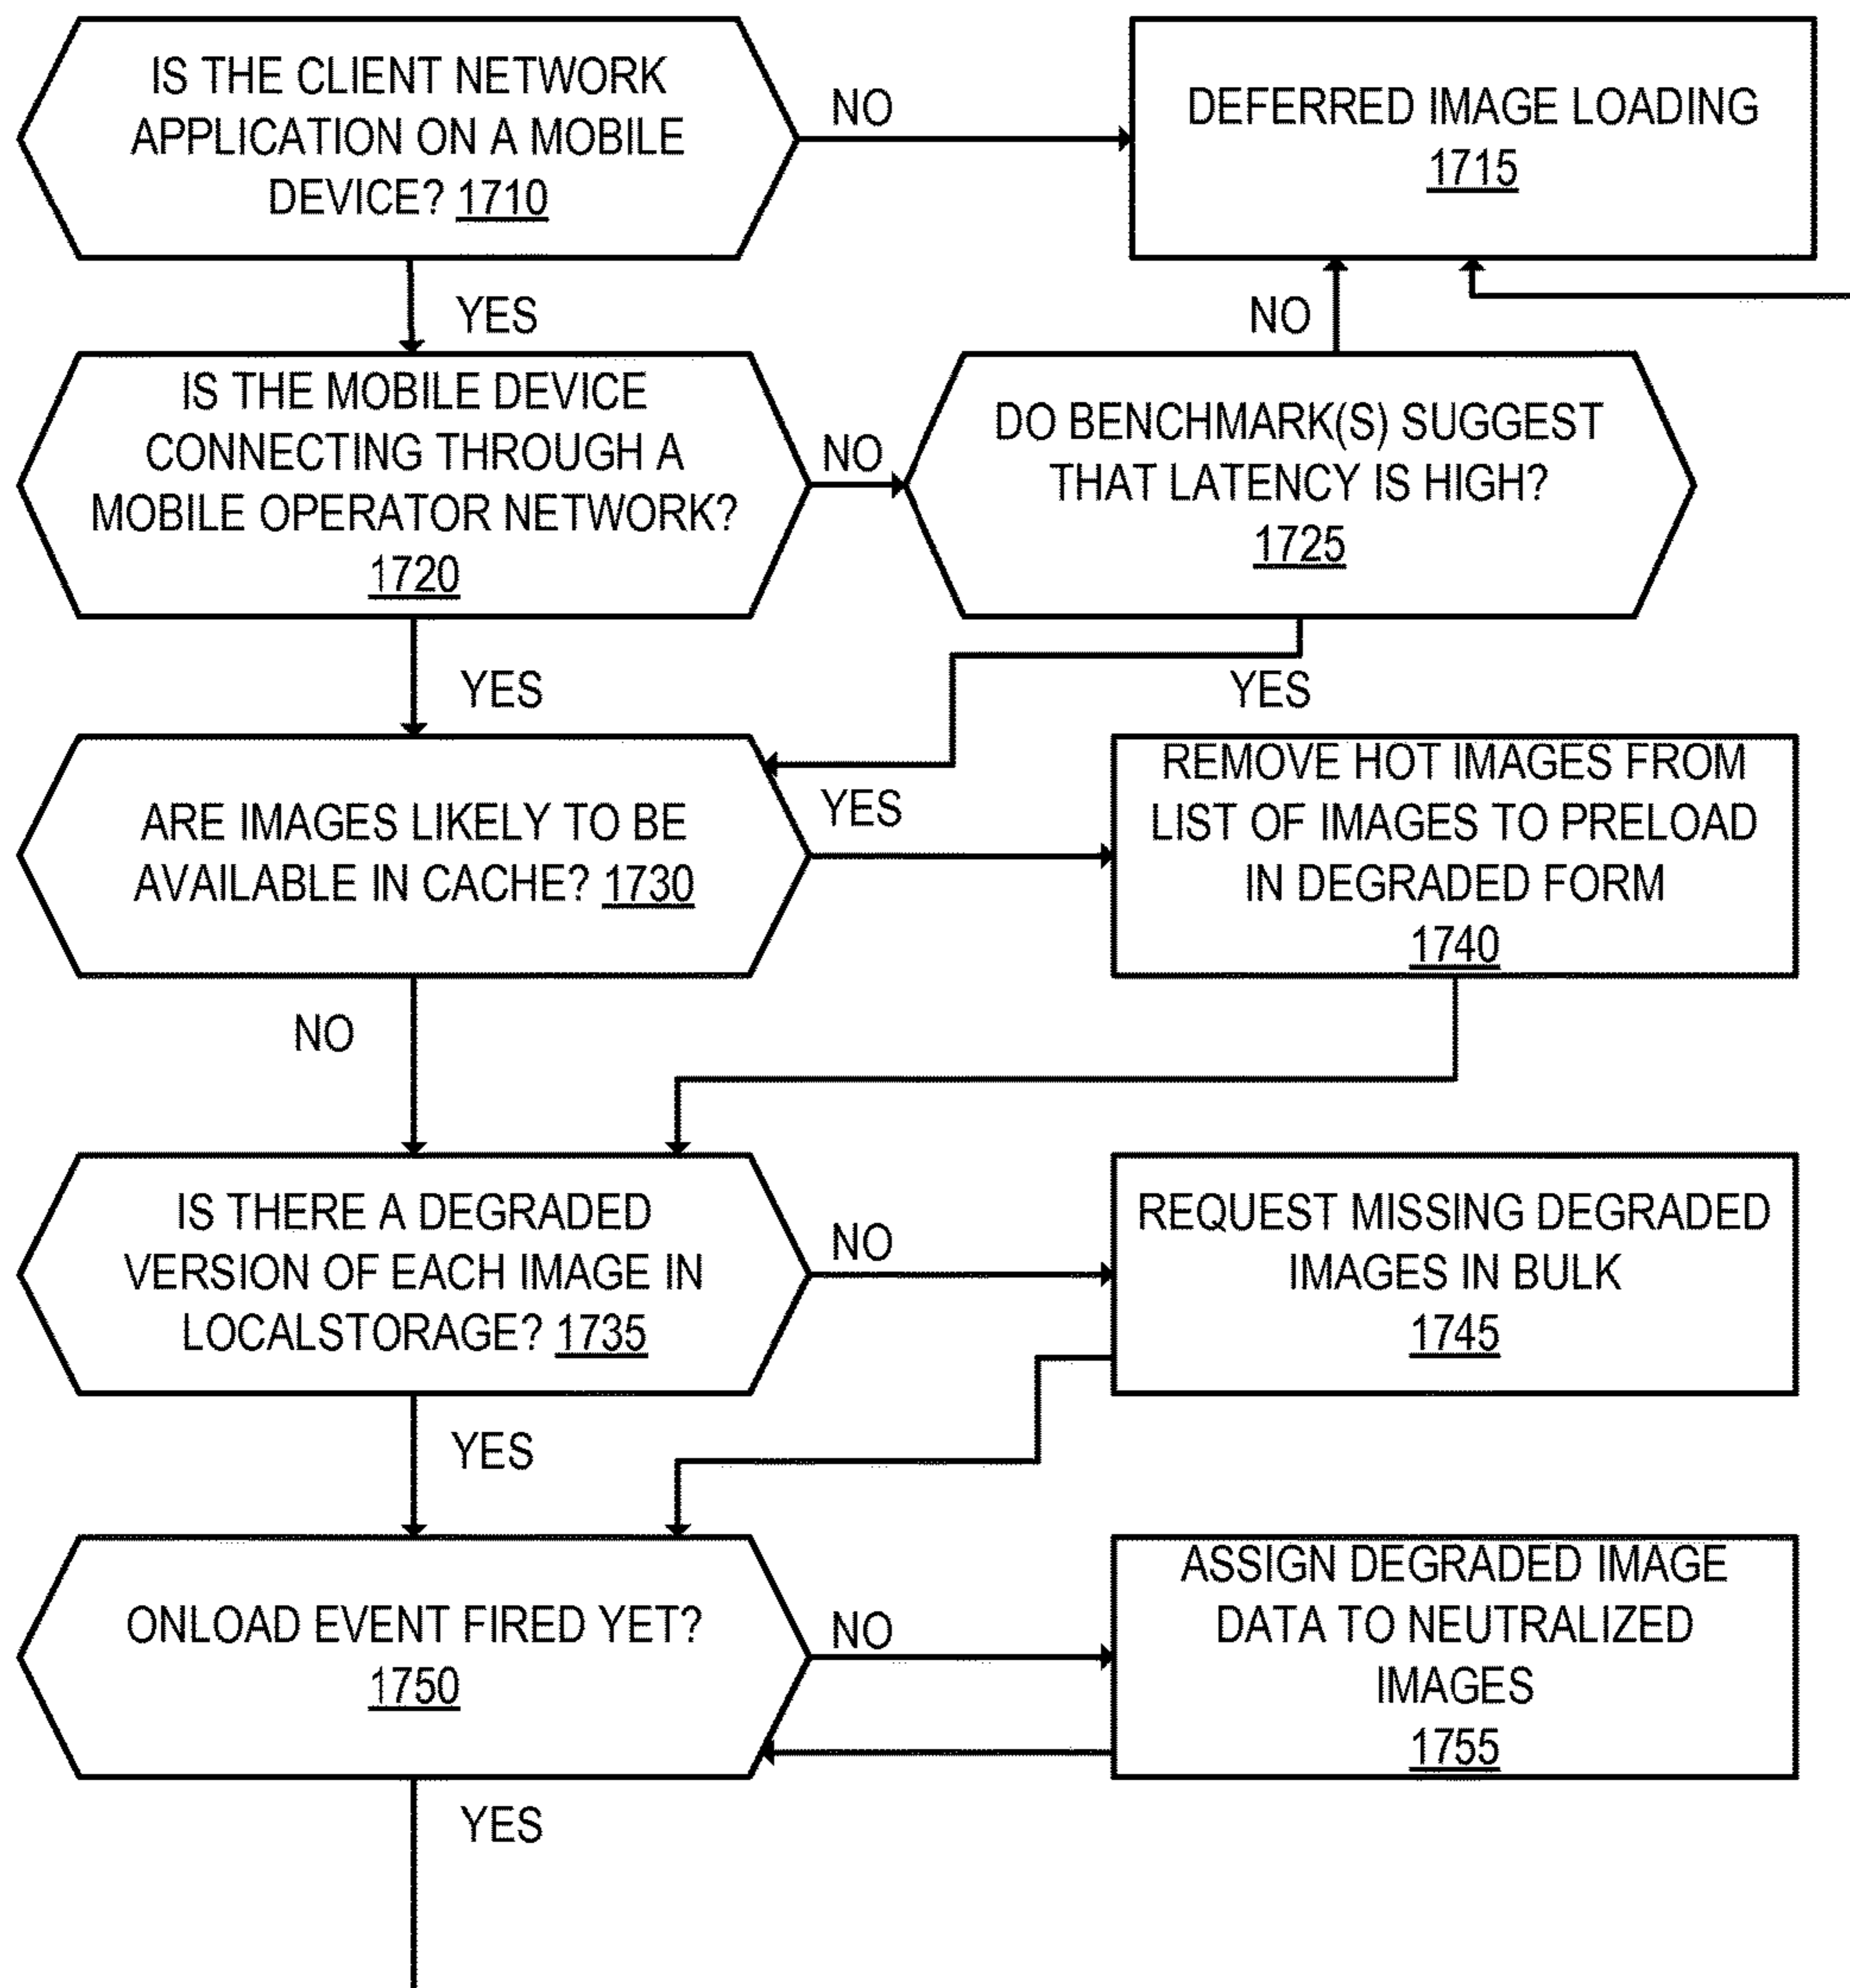 IS THE CLIENT NETWORK
APPLICATION ON A MOBILE
DEVICE? 1710
NO
DEFERRED IMAGE LOADING
1715
YES
NO
IS THE MOBILE DEVICE
CONNECTING THROUGH A
MOBILE OPERATOR NETWORK?
1720
NO
DO BENCHMARK(S) SUGGEST
THAT LATENCY IS HIGH?
1725
YES
YES
ARE IMAGES LIKELY TO BE
AVAILABLE IN CACHE? 1730
YES
REMOVE HOT IMAGES FROM
LIST OF IMAGES TO PRELOAD
IN DEGRADED FORM
1740
NO
IS THERE A DEGRADED
VERSION OF EACH IMAGE IN
LOCALSTORAGE? 1735
NO
REQUEST MISSING DEGRADED
IMAGES IN BULK
1745
YES
ONLOAD EVENT FIRED YET?
1750
NO
ASSIGN DEGRADED IMAGE
DATA TO NEUTRALIZED
IMAGES
1755
YES